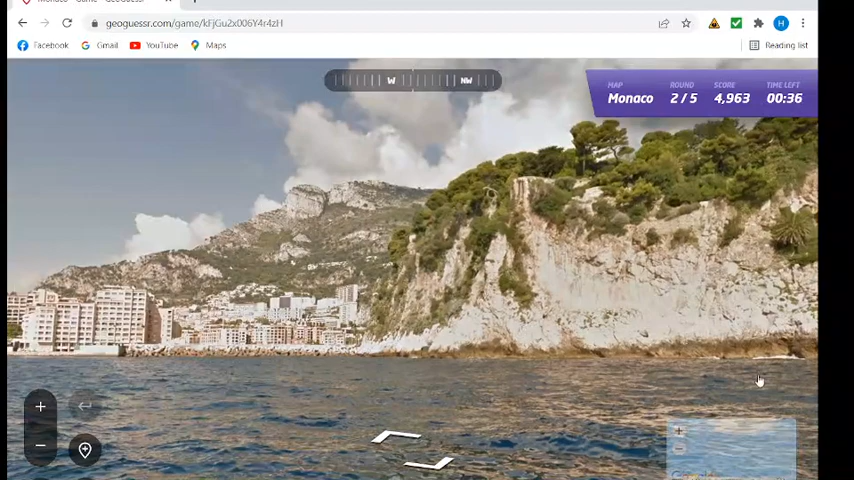 geoguessr.com/game/kFjGu2x006Y4r4zH
H
Facebook
Gmail
YouTube
Maps
Reading list
W
NW
MAP
ROUND
SCORE
TIME LEFT
Monaco
2 / 5
4,963
00:36